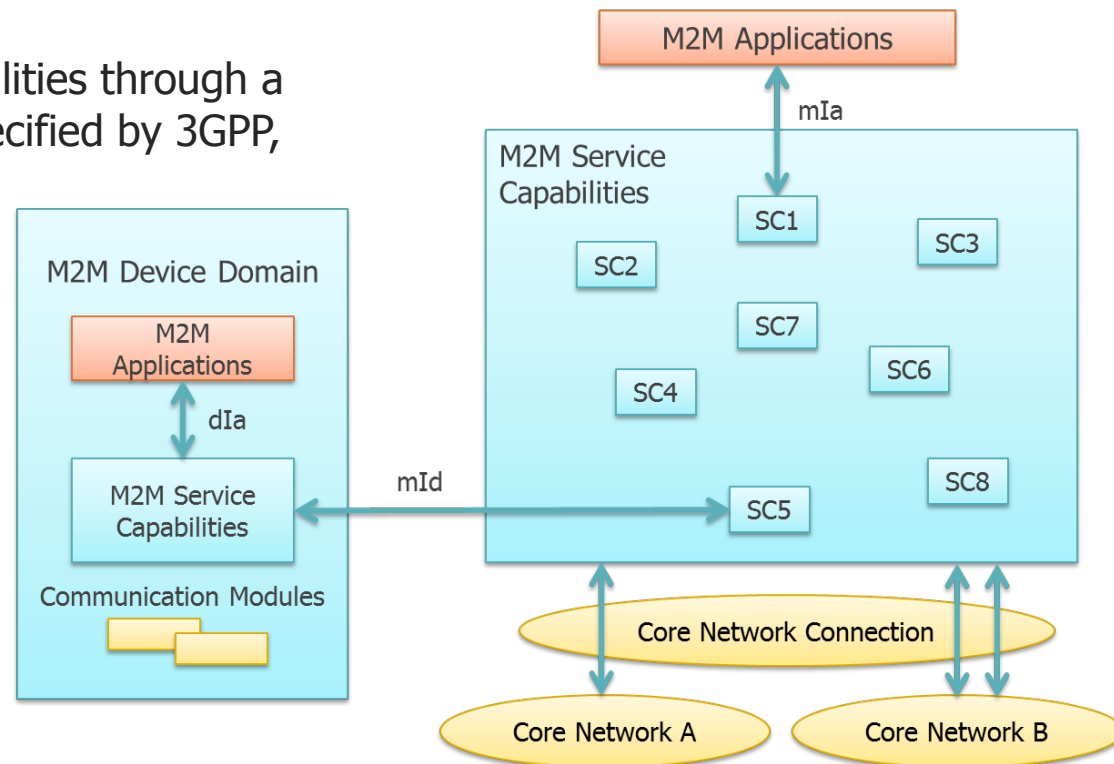 ilities through a
ecified by 3GPP,
M2M Applications
mIa
M2M Service
Capabilities
SC1
SC2
SC3
SC7
SC6
SC4
SC8
SC5
M2M Device Domain
M2M
Applications
dIa
M2M Service
Capabilities
mId
Communication Modules
Core Network Connection
Core Network A
Core Network B